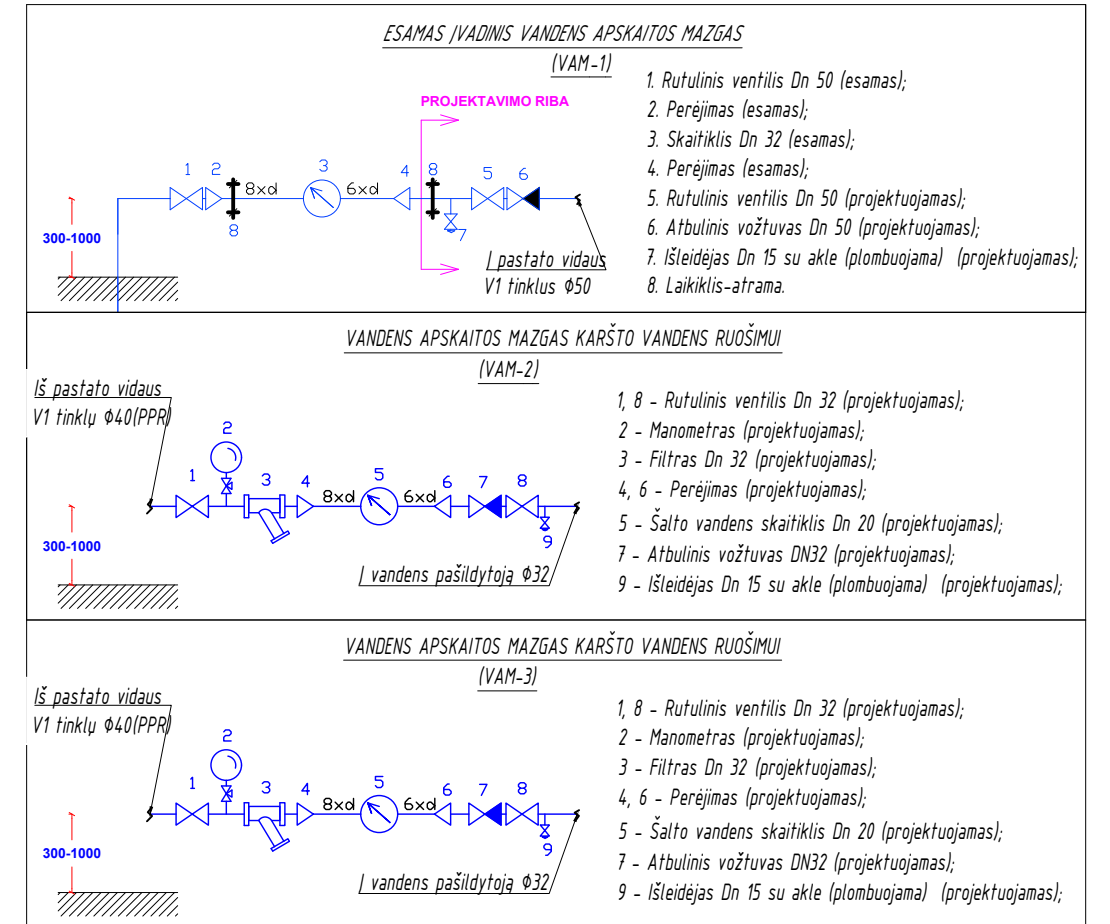 ESAMAS ĮVADINIS VANDENS APSKAITOS MAZGAS
(VAM-1)
PROJEKTAVIMO RIBA
1 2 8xd 3 6xd 4 8 5 6
8
7
300-1000
Į pastato vidaus
V1 tinklus Φ50
1. Rutulinis ventilis Dn 50 (esamas);
2. Perėjimas (esamas);
3. Skaitiklis Dn 32 (esamas);
4. Perėjimas (esamas);
5. Rutulinis ventilis Dn 50 (projektuojamas);
6. Atbulinis vožtuvas Dn 50 (projektuojamas);
7. Išleidėjas Dn 15 su akle (plombuojama) (projektuojamas);
8. Laikiklis-atrama.
VANDENS APSKAITOS MAZGAS KARŠTO VANDENS RUOŠIMUI
(VAM-2)
Iš pastato vidaus
V1 tinklų Φ40(PPR)
1 2 3 4 8xd 5 6xd 6 7 8
9
300-1000
Į vandens pašildytoją Φ32
1, 8 - Rutulinis ventilis Dn 32 (projektuojamas);
2 - Manometras (projektuojamas);
3 - Filtras Dn 32 (projektuojamas);
4, 6 - Perėjimas (projektuojamas);
5 - Šalto vandens skaitiklis Dn 20 (projektuojamas);
7 - Atbulinis vožtuvas DN32 (projektuojamas);
9 - Išleidėjas Dn 15 su akle (plombuojama) (projektuojamas);
VANDENS APSKAITOS MAZGAS KARŠTO VANDENS RUOŠIMUI
(VAM-3)
Iš pastato vidaus
V1 tinklų Φ40(PPR)
1 2 3 4 8xd 5 6xd 6 7 8
9
300-1000
Į vandens pašildytoją Φ32
1, 8 - Rutulinis ventilis Dn 32 (projektuojamas);
2 - Manometras (projektuojamas);
3 - Filtras Dn 32 (projektuojamas);
4, 6 - Perėjimas (projektuojamas);
5 - Šalto vandens skaitiklis Dn 20 (projektuojamas);
7 - Atbulinis vožtuvas DN32 (projektuojamas);
9 - Išleidėjas Dn 15 su akle (plombuojama) (projektuojamas);